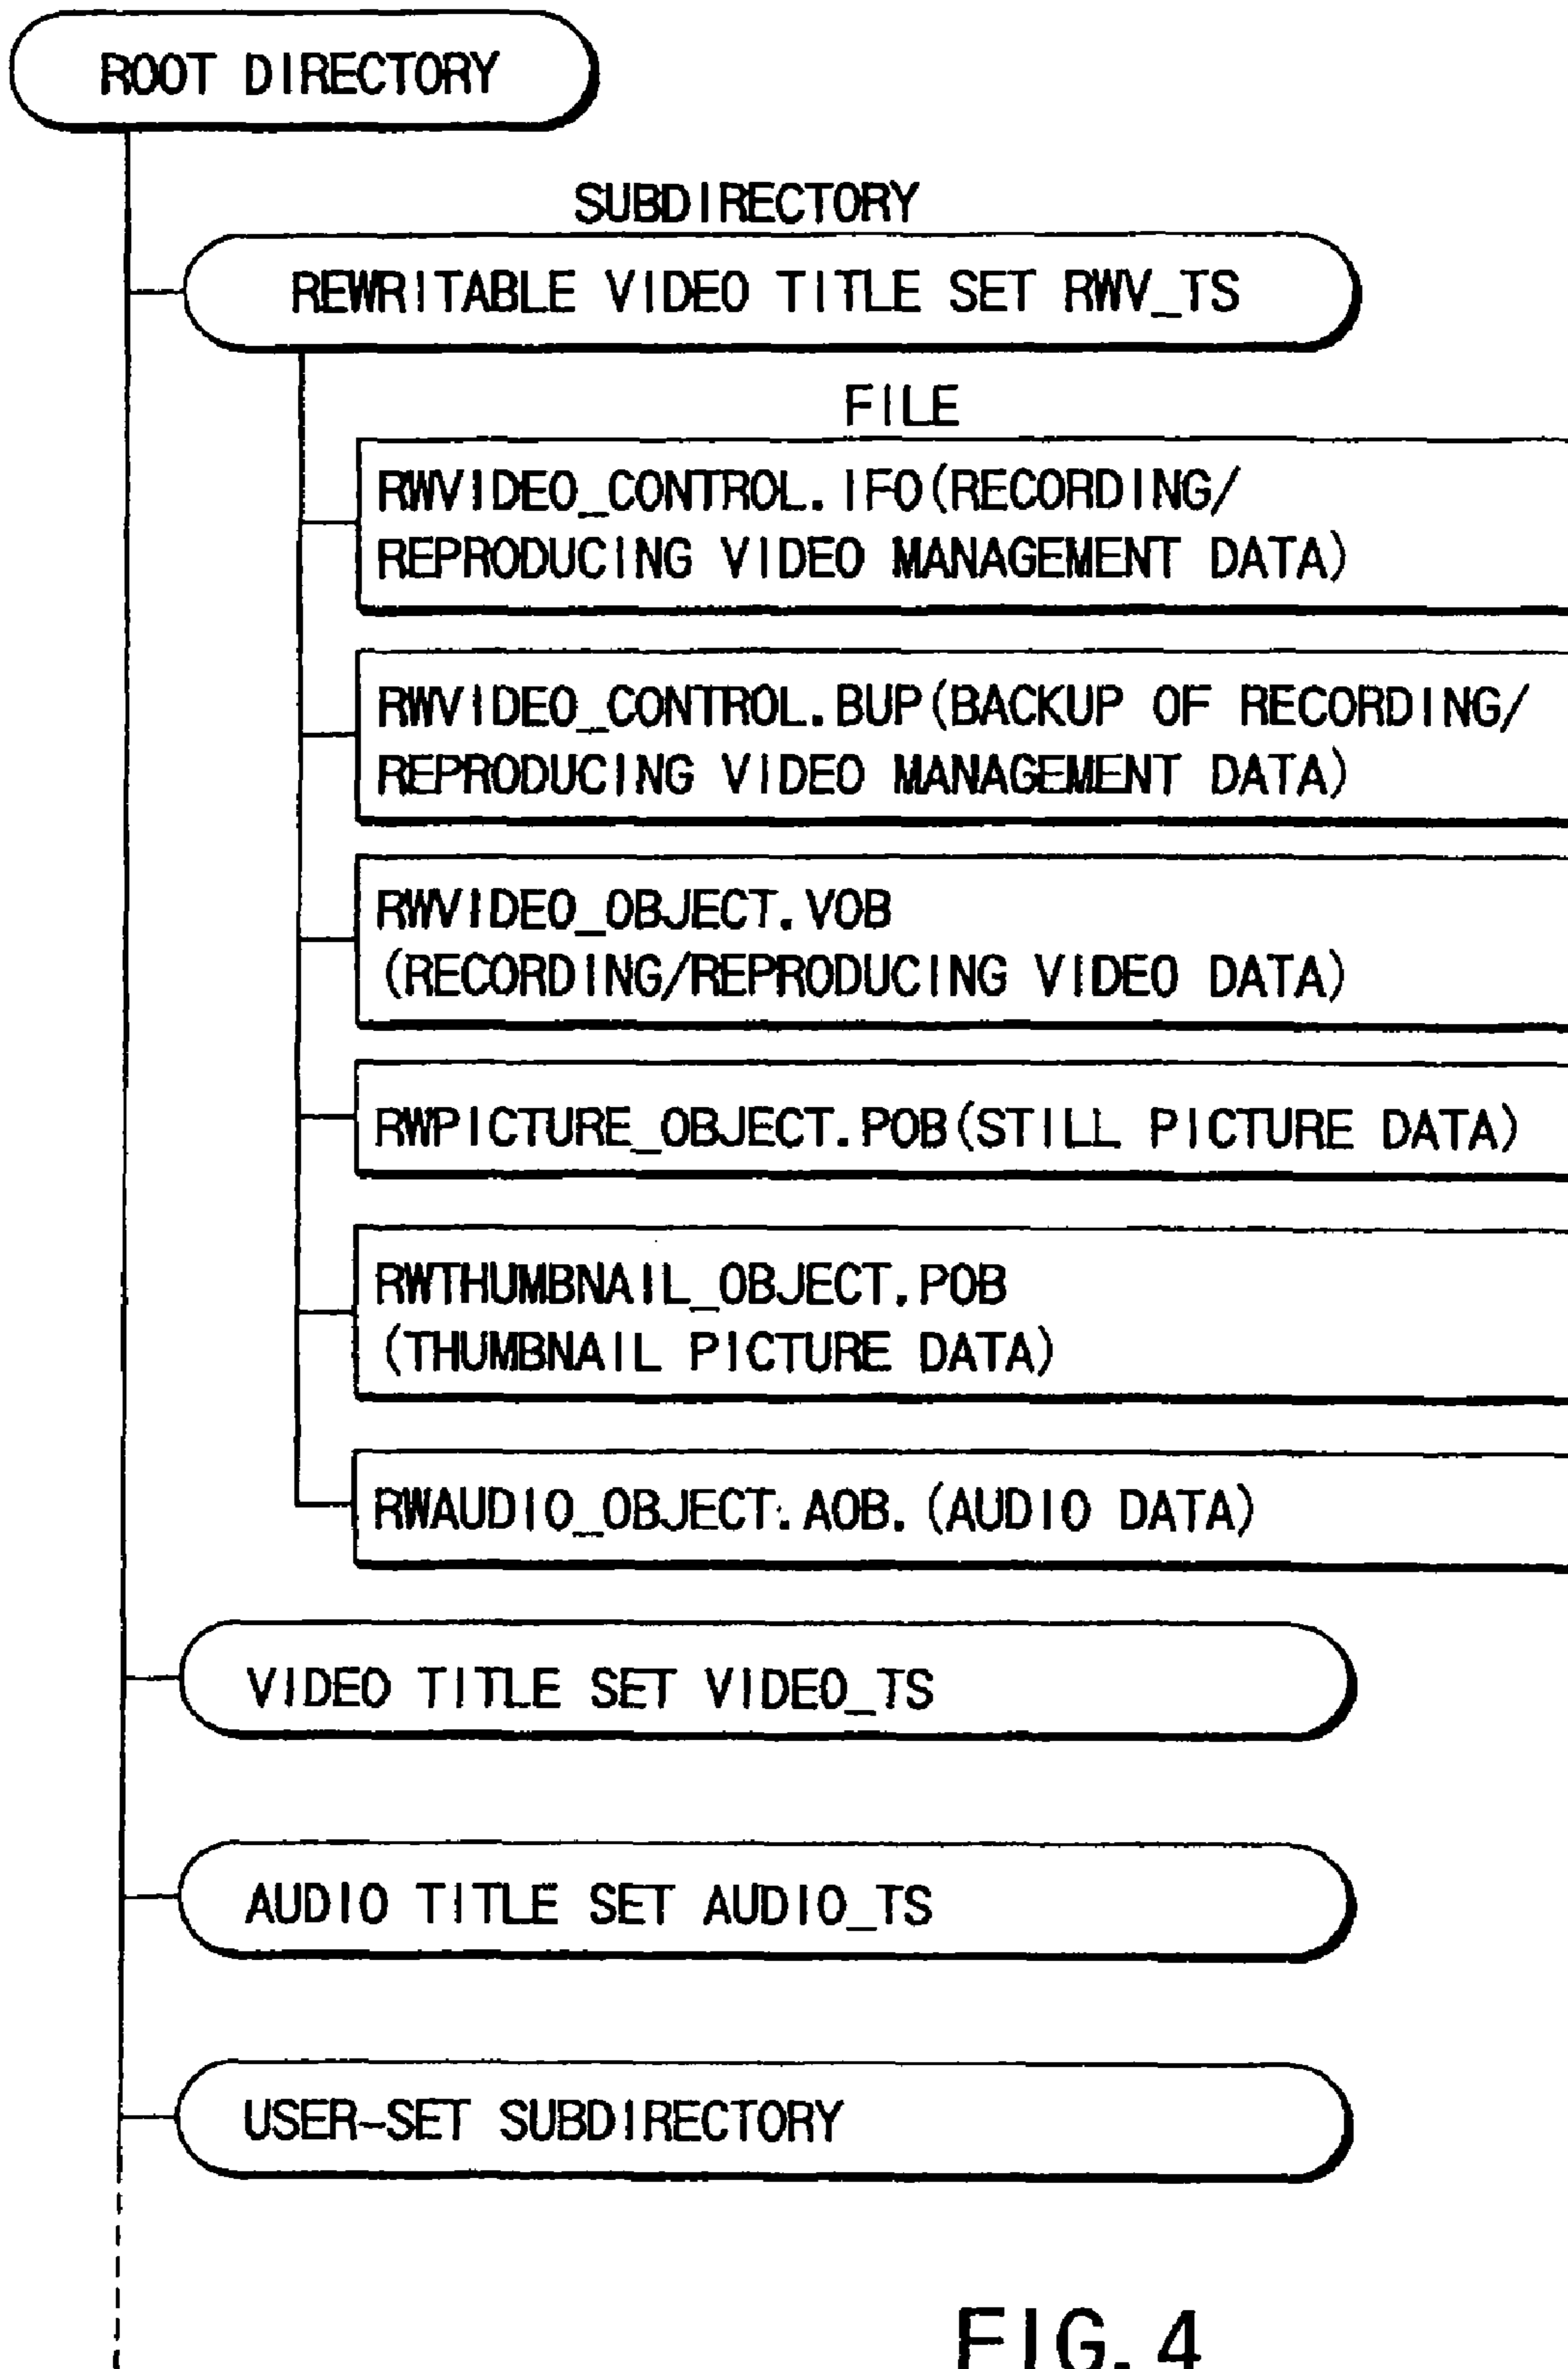 ROOT DIRECTORY
SUBDIRECTORY
REWRITABLE VIDEO TITLE SET RWV_TS
FILE
RWVIDEO_CONTROL.IFO(RECORDING/
REPRODUCING VIDEO MANAGEMENT DATA)
RWVIDEO_CONTROL.BUP(BACKUP OF RECORDING/
REPRODUCING VIDEO MANAGEMENT DATA)
RWVIDEO_OBJECT.VOB
(RECORDING/REPRODUCING VIDEO DATA)
RWPICTURE_OBJECT.POB(STILL PICTURE DATA)
RWTHUMBNAIL_OBJECT.POB
(THUMBNAIL PICTURE DATA)
RWAUDIO_OBJECT.AOB.(AUDIO DATA)
VIDEO TITLE SET VIDEO_TS
AUDIO TITLE SET AUDIO_TS
USER-SET SUBDIRECTORY
FIG.4